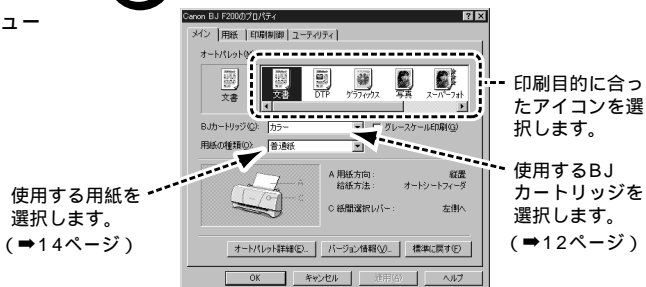 ュー
Canon BJ F200のプロパティ
メイン 用紙 印刷制御 ユーティリティ
オートパレット(M)
文書 文書 DTP グラフィックス 写真 スーパーフォト
BJカートリッジ(C): カラー グレースケール印刷(G)
用紙の種類(O): 普通紙
A 用紙方向: 縦置
給紙方法: オートシートフィーダ
C 紙間選択レバー: 左側へ
A
C
オートパレット詳細(E)... バージョン情報(V)... 標準に戻す(F)
OK キャンセル 適用(A) ヘルプ
印刷目的に合っ
たアイコンを選
択します。
使用するBJ
カートリッジを
選択します。
(➡12ページ)
使用する用紙を
選択します。
(➡14ページ)